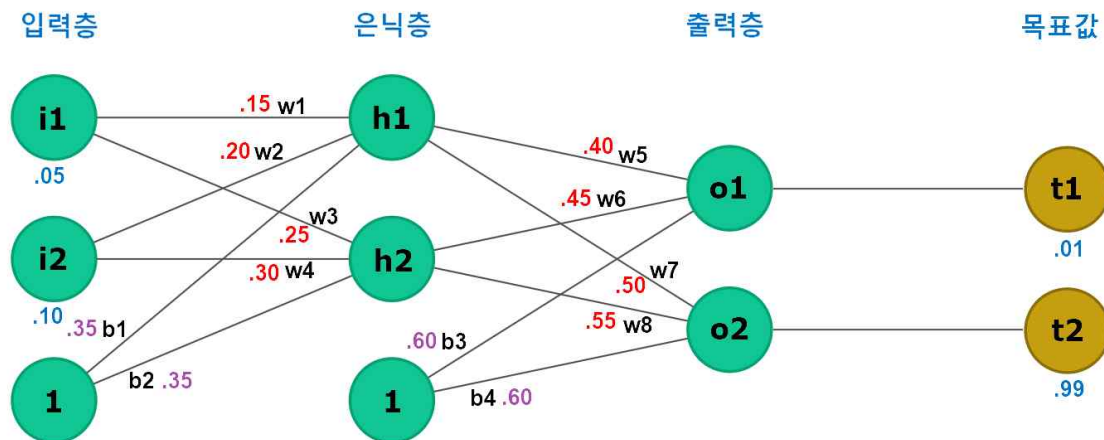 입력층 은닉층 출력층 목표값
i1 .15 w1 h1
.20 w2 .40 w5
.05 .45 w6 o1 t1
w3
i2 .25 h2 .01
.30 w4 w7
.10 .50
.35 b1 .55 w8 o2 t2
.60 b3
b2 .35
1 1 b4 .60 .99